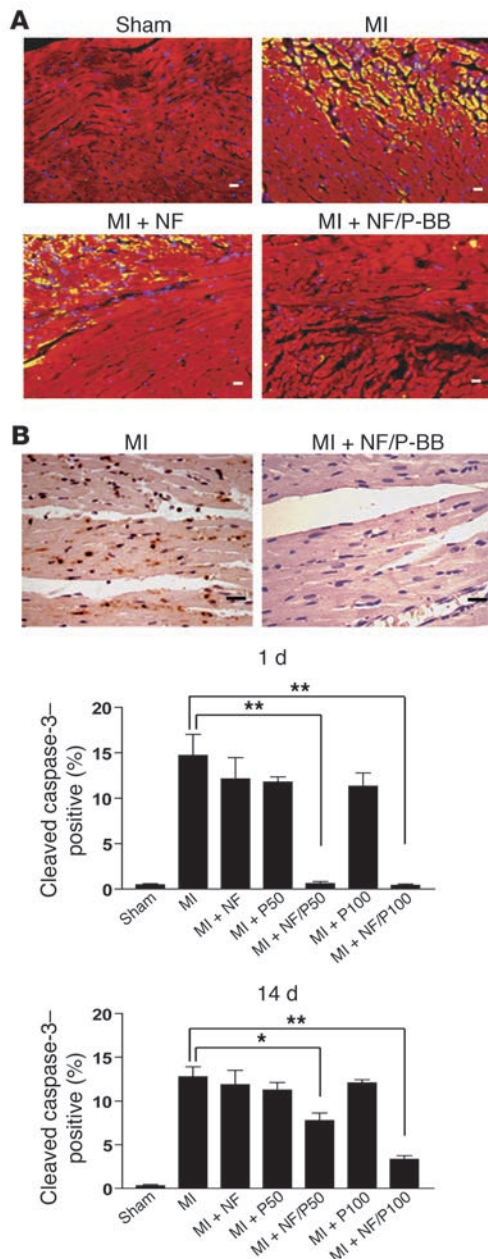 A
Sham
MI
MI + NF
MI + NF/P-BB
B
MI
MI + NF/P-BB
1 d
**
**
20
15
10
5
0
Cleaved caspase-3–
positive (%)
Sham
MI
MI + NF
MI + P50
MI + NF/P50
MI + P100
MI + NF/P100
14 d
**
*
20
15
10
5
0
Cleaved caspase-3–
positive (%)
Sham
MI
MI + NF
MI + P50
MI + NF/P50
MI + P100
MI + NF/P100